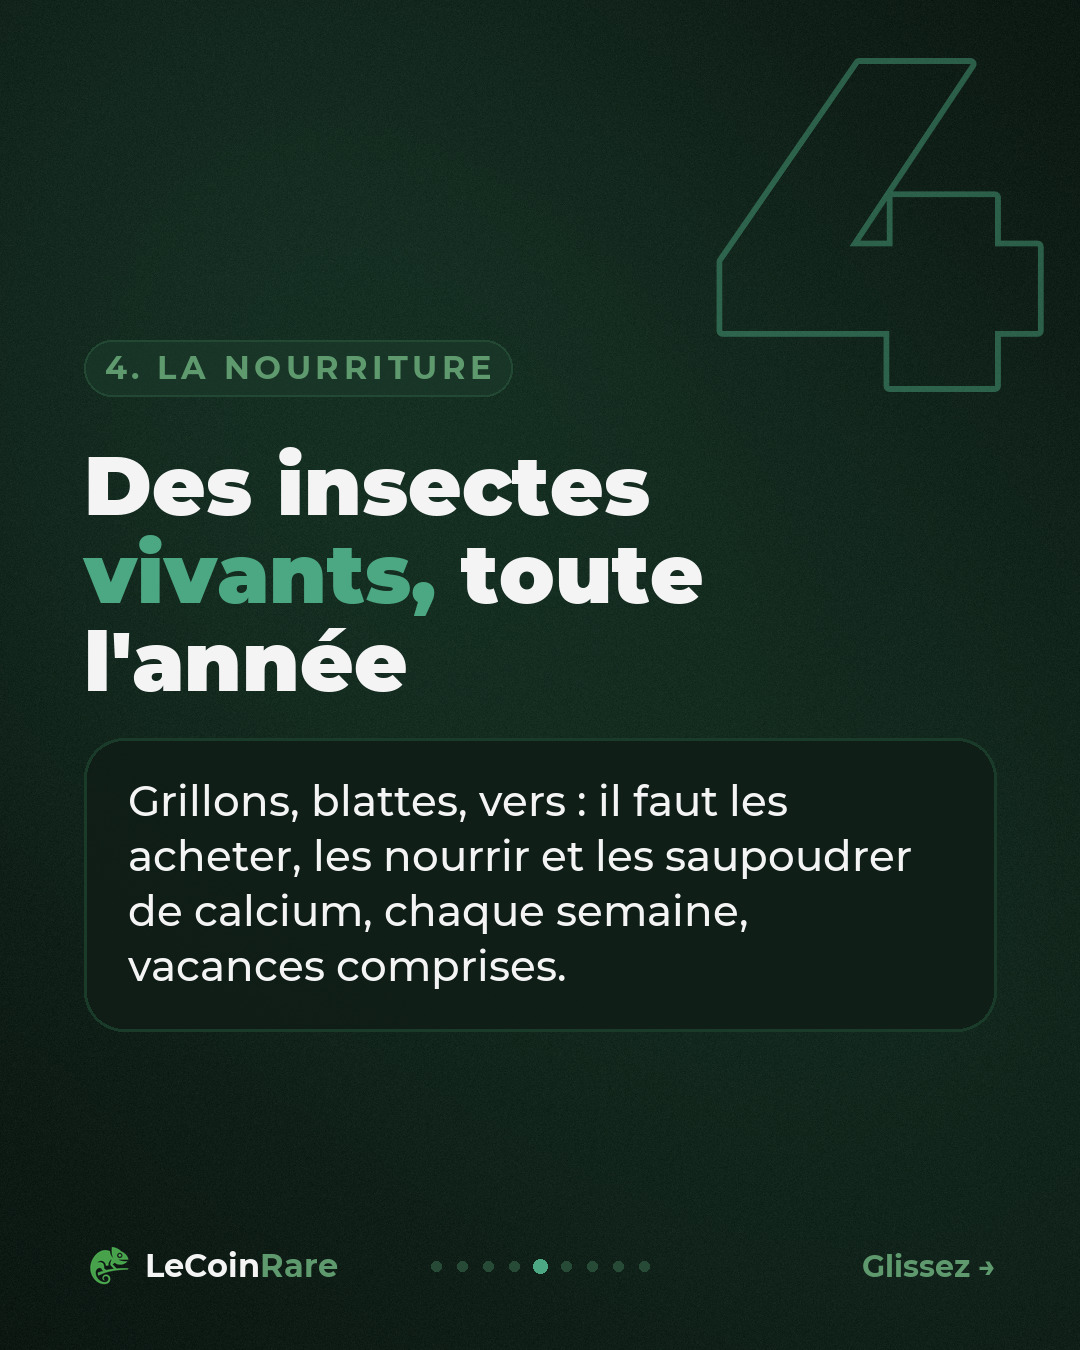 4
4. LA NOURRITURE
Des insectes
vivants, toute
l'année
Grillons, blattes, vers : il faut les
acheter, les nourrir et les saupoudrer
de calcium, chaque semaine,
vacances comprises.
LeCoinRare
Glissez →